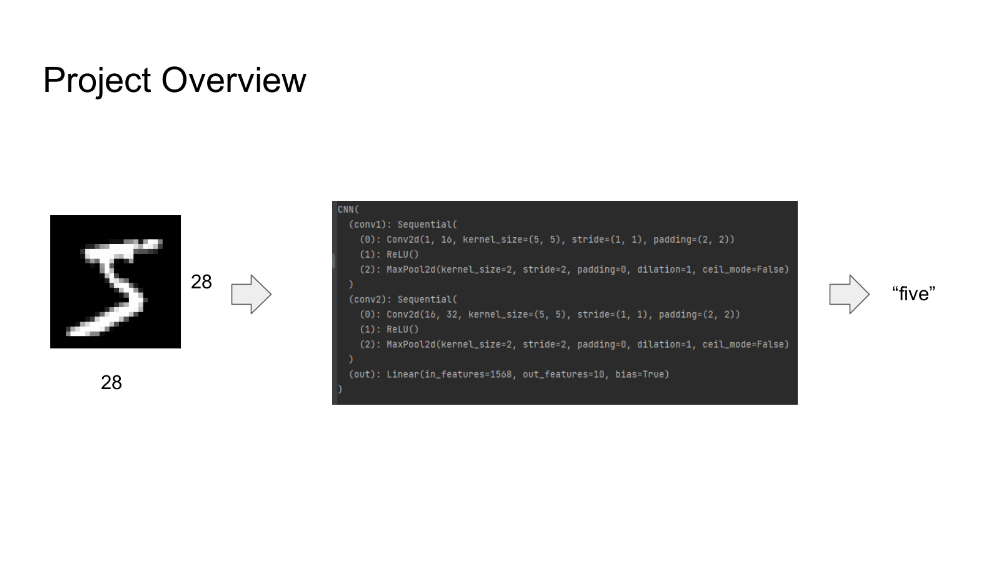 Project Overview
28
28
CNN(
  (conv1): Sequential(
    (0): Conv2d(1, 16, kernel_size=(5, 5), stride=(1, 1), padding=(2, 2))
    (1): ReLU()
    (2): MaxPool2d(kernel_size=2, stride=2, padding=0, dilation=1, ceil_mode=False)
  )
  (conv2): Sequential(
    (0): Conv2d(16, 32, kernel_size=(5, 5), stride=(1, 1), padding=(2, 2))
    (1): ReLU()
    (2): MaxPool2d(kernel_size=2, stride=2, padding=0, dilation=1, ceil_mode=False)
  )
  (out): Linear(in_features=1568, out_features=10, bias=True)
)
“five”